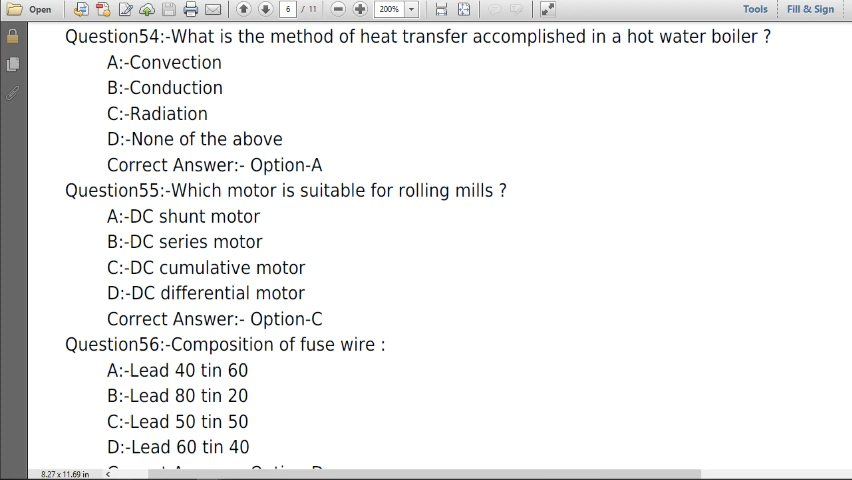 Open 6 / 11 200% Tools Fill & Sign
Question54:-What is the method of heat transfer accomplished in a hot water boiler ?
A:-Convection
B:-Conduction
C:-Radiation
D:-None of the above
Correct Answer:- Option-A
Question55:-Which motor is suitable for rolling mills ?
A:-DC shunt motor
B:-DC series motor
C:-DC cumulative motor
D:-DC differential motor
Correct Answer:- Option-C
Question56:-Composition of fuse wire :
A:-Lead 40 tin 60
B:-Lead 80 tin 20
C:-Lead 50 tin 50
D:-Lead 60 tin 40
8.27 x 11.69 in